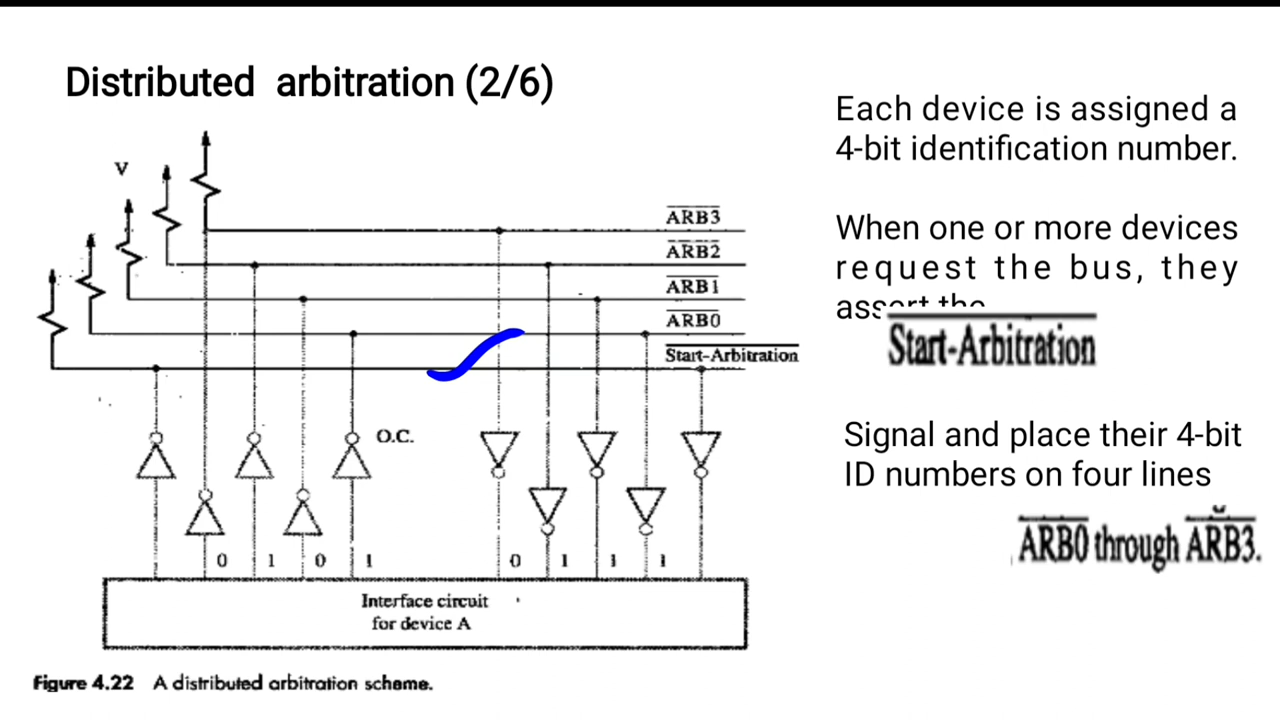 Distributed arbitration (2/6)
Each device is assigned a
4-bit identification number.
When one or more devices
request the bus, they
assert the
Start-Arbitration
Signal and place their 4-bit
ID numbers on four lines
ARB0 through ARB3.
V
ARB3
ARB2
ARB1
ARB0
Start-Arbitration
O.C.
0 1 0 1 0 1 1 1
Interface circuit
for device A
Figure 4.22 A distributed arbitration scheme.